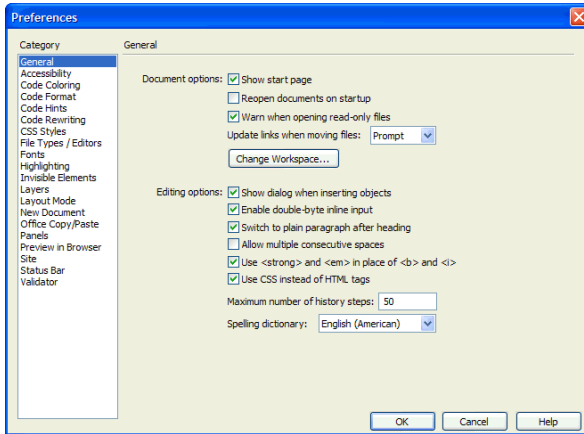 Preferences
Category
General
Accessibility
Code Coloring
Code Format
Code Hints
Code Rewriting
CSS Styles
File Types / Editors
Fonts
Highlighting
Invisible Elements
Layers
Layout Mode
New Document
Office Copy/Paste
Panels
Preview in Browser
Site
Status Bar
Validator
General
Document options: Show start page
Reopen documents on startup
Warn when opening read-only files
Update links when moving files: Prompt
Change Workspace...
Editing options: Show dialog when inserting objects
Enable double-byte inline input
Switch to plain paragraph after heading
Allow multiple consecutive spaces
Use <strong> and <em> in place of <b> and <i>
Use CSS instead of HTML tags
Maximum number of history steps: 50
Spelling dictionary: English (American)
OK Cancel Help